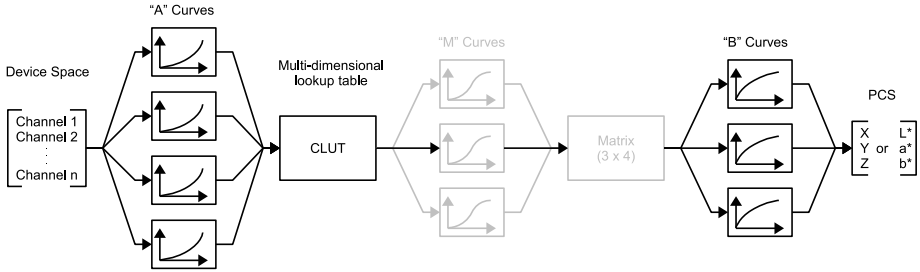 “A” Curves
“M” Curves
“B” Curves
Device Space
Multi-dimensional
lookup table
PCS
Channel 1
Channel 2
.
.
.
Channel n
CLUT
Matrix
(3 x 4)
X L*
Y or a*
Z b*